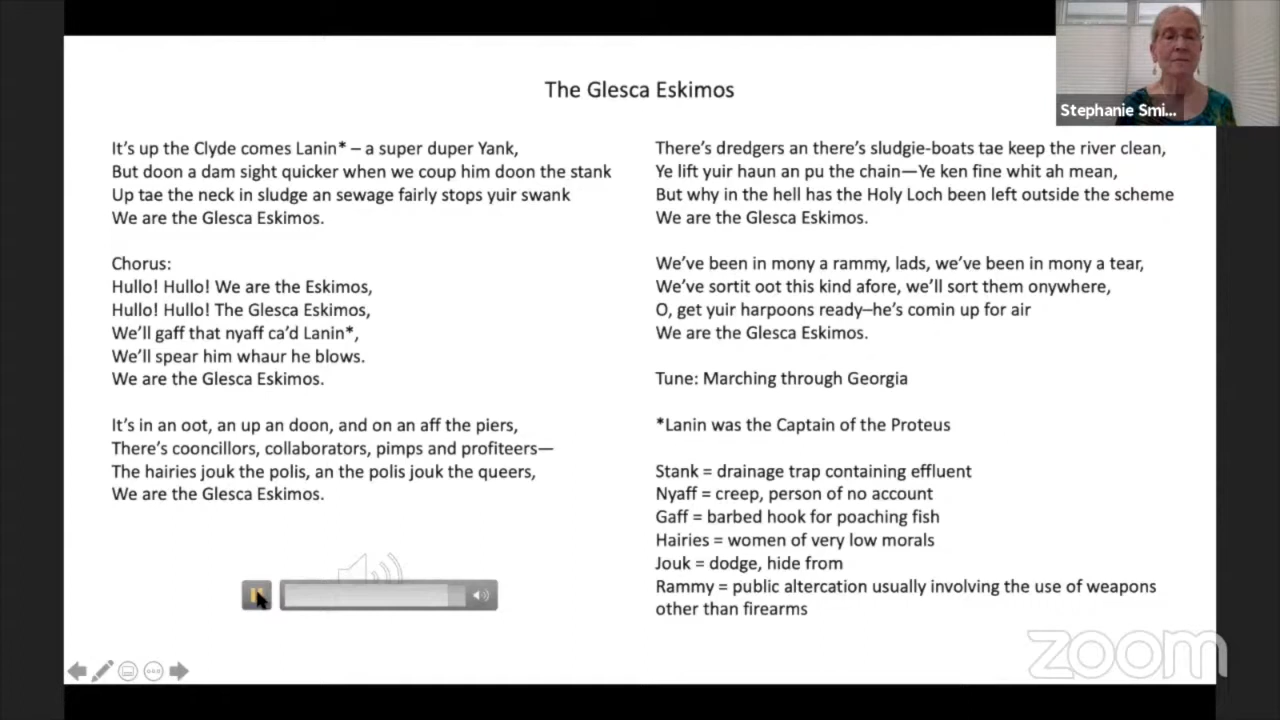 The Glesca Eskimos
It's up the Clyde comes Lanin* – a super duper Yank,
But doon a dam sight quicker when we coup him doon the stank
Up tae the neck in sludge an sewage fairly stops yuir swank
We are the Glesca Eskimos.
Chorus:
Hullo! Hullo! We are the Eskimos,
Hullo! Hullo! The Glesca Eskimos,
We'll gaff that nyaff ca'd Lanin*,
We'll spear him whaur he blows.
We are the Glesca Eskimos.
It's in an oot, an up an doon, and on an aff the piers,
There's cooncillors, collaborators, pimps and profiteers—
The hairies jouk the polis, an the polis jouk the queers,
We are the Glesca Eskimos.
There's dredgers an there's sludgie-boats tae keep the river clean,
Ye lift yuir haun an pu the chain—Ye ken fine whit ah mean,
But why in the hell has the Holy Loch been left outside the scheme
We are the Glesca Eskimos.
We've been in mony a rammy, lads, we've been in mony a tear,
We've sortit oot this kind afore, we'll sort them onywhere,
O, get yuir harpoons ready–he's comin up for air
We are the Glesca Eskimos.
Tune: Marching through Georgia
*Lanin was the Captain of the Proteus
Stank = drainage trap containing effluent
Nyaff = creep, person of no account
Gaff = barbed hook for poaching fish
Hairies = women of very low morals
Jouk = dodge, hide from
Rammy = public altercation usually involving the use of weapons
other than firearms
Stephanie Smi...
zoom